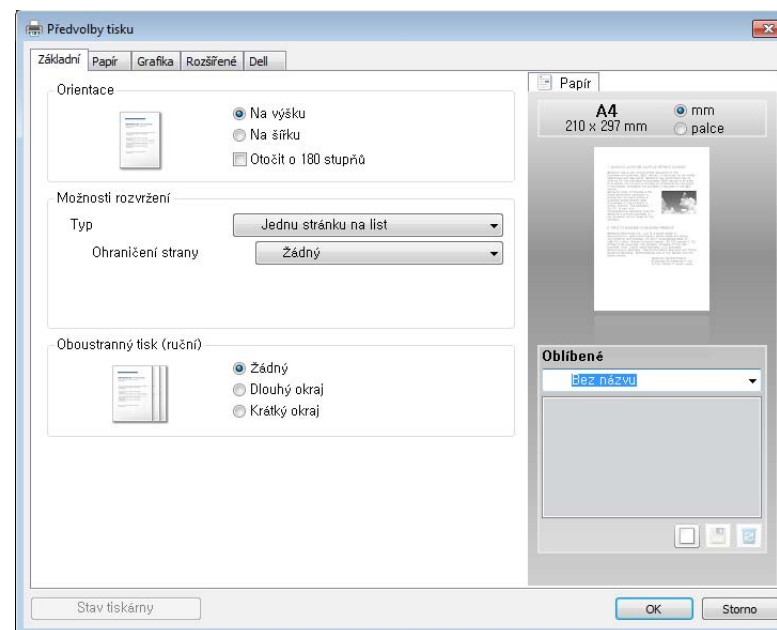 Předvolby tisku
Základní Papír Grafika Rozšířené Dell
Orientace
Na výšku
Na šířku
Otočit o 180 stupňů
Možnosti rozvržení
Typ Jednu stránku na list
Ohraničení strany Žádný
Oboustranný tisk (ruční)
Žádný
Dlouhý okraj
Krátký okraj
Papír
A4
210 x 297 mm
mm
palce
Oblíbené
Bez názvu
Stav tiskárny
OK Storno